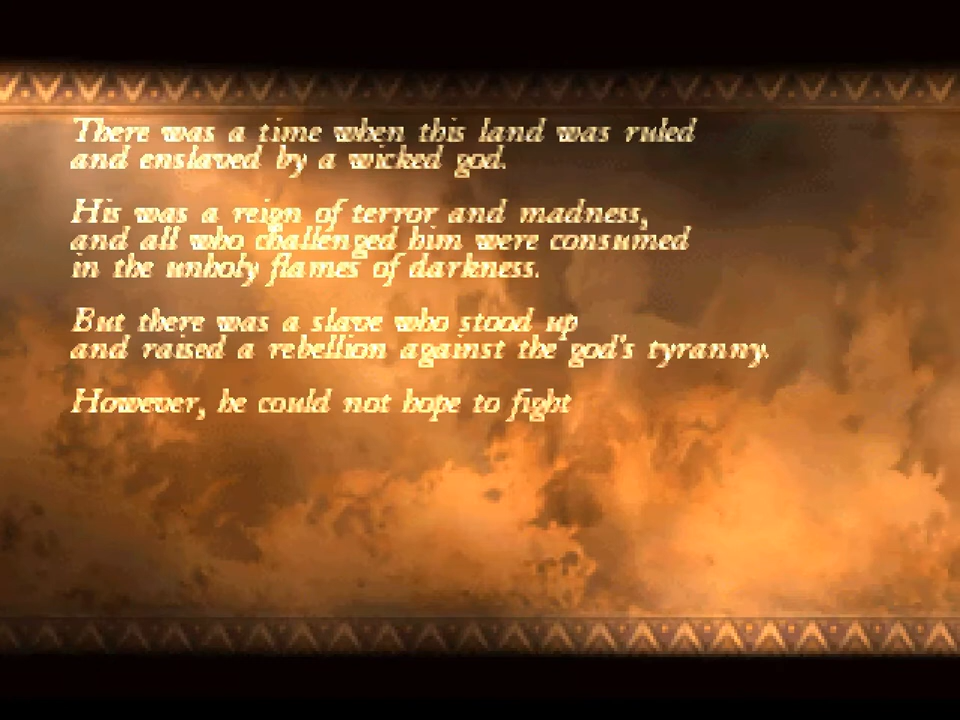 There was a time when this land was ruled
and enslaved by a wicked god.
His was a reign of terror and madness,
and all who challenged him were consumed
in the unholy flames of darkness.
But there was a slave who stood up
and raised a rebellion against the god's tyranny.
However, he could not hope to fight